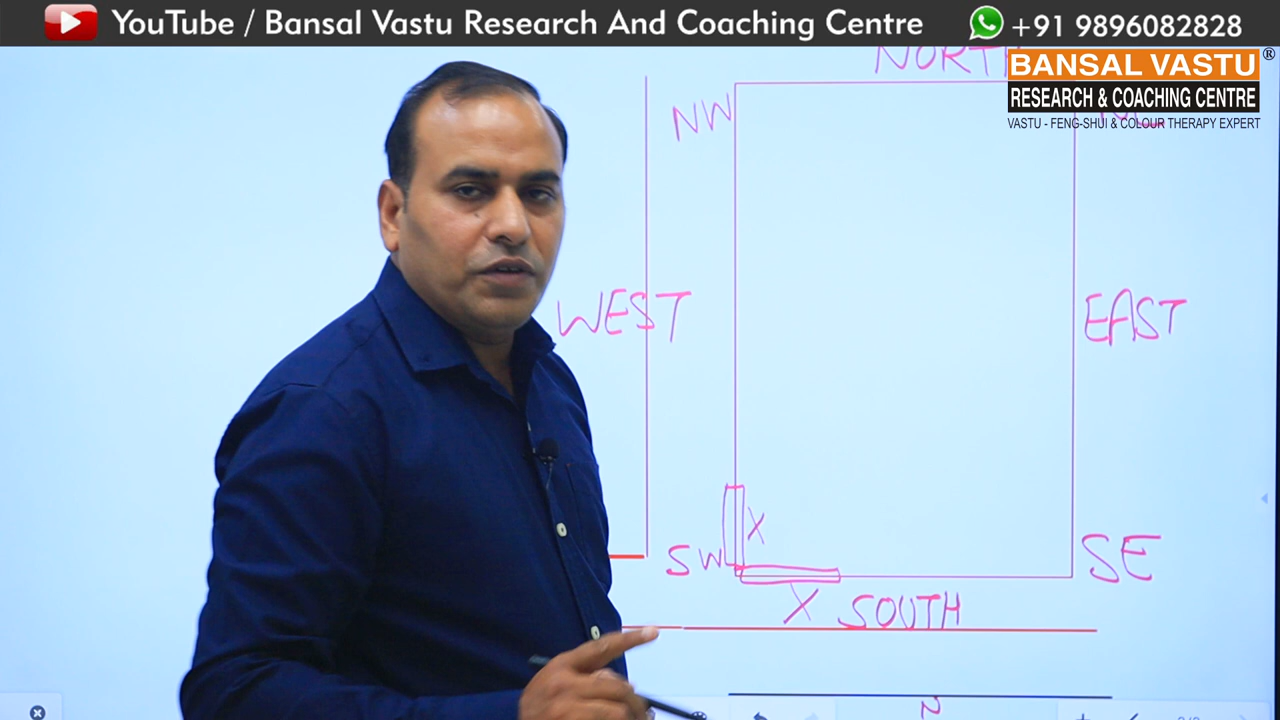 YouTube / Bansal Vastu Research And Coaching Centre
+91 9896082828
BANSAL VASTU ®
RESEARCH & COACHING CENTRE
VASTU - FENG-SHUI & COLOUR THERAPY EXPERT
NORTH
NW
WEST
EAST
X
SW
SE
X SOUTH
N